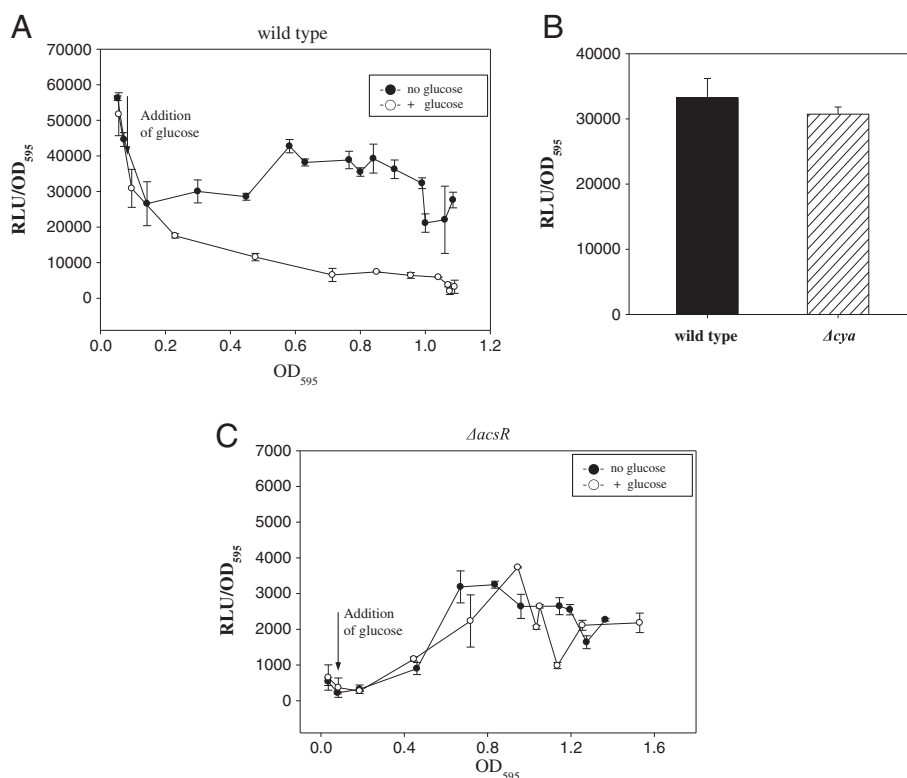 A
wild type
70000
60000
50000
40000
30000
20000
10000
0
RLU/OD595
Addition
of glucose
no glucose
+ glucose
0.0 0.2 0.4 0.6 0.8 1.0 1.2
OD595
B
40000
30000
20000
10000
0
RLU/OD595
wild type Δcya
C
ΔacsR
7000
6000
5000
4000
3000
2000
1000
0
RLU/OD595
Addition
of glucose
no glucose
+ glucose
0.0 0.4 0.8 1.2 1.6
OD595